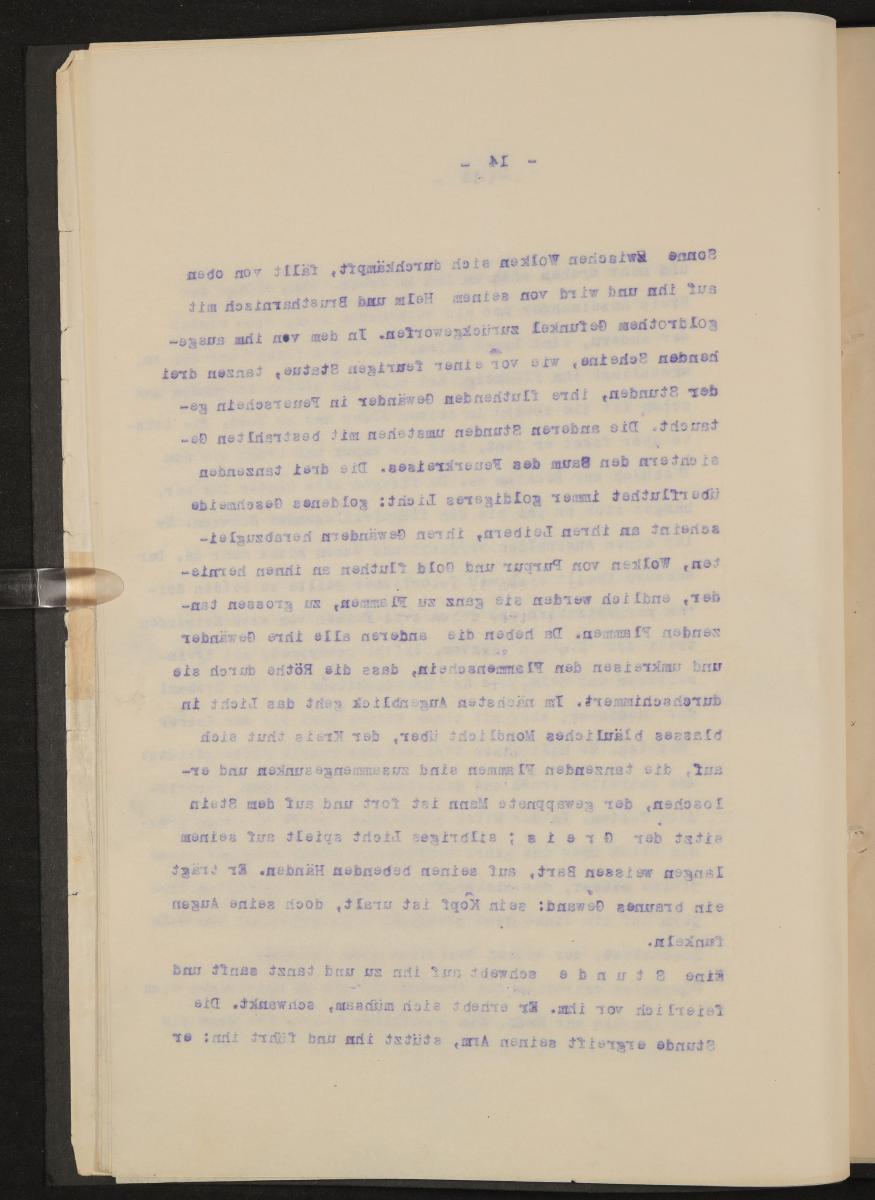 - 14 -
Sonne zwischen Wolken sich durchkämpft, fällt von oben
auf ihn und wird von seinem Helm und Brustharnisch mit
goldrothem Gefunkel zurückgeworfen. In dem von ihm ausge-
henden Scheine, wie vor einer feurigen Statue, tanzen drei
der Stunden, ihre fluthenden Gewänder in Feuerschein ge-
taucht. Die anderen Stunden umstehen mit bestrahlten Ge-
sichtern den Saum des Feuerkreises. Die drei tanzenden
überfluthet immer goldigeres Licht: goldenes Geschmeide
scheint an ihren Leibern, ihren Gewändern herabzuglei-
ten, Wolken von Purpur und Gold fluthen an ihnen hernie-
der, endlich werden sie ganz zu Flammen, zu grossen tan-
zenden Flammen. Da heben die anderen alle ihre Gewänder
und umkreisen den Flammenschein, dass die Röthe durch sie
durchschimmert. Im nächsten Augenblick geht das Licht in
blasses bläuliches Mondlicht über, der Kreis thut sich
auf, die tanzenden Flammen sind zusammengesunken und er-
loschen, der gewappnete Mann ist fort und auf dem Stein
sitzt der G r e i s ; silbriges Licht spielt auf seinem
langen weissen Bart, auf seinen bebenden Händen. Er trägt
ein braunes Gewand: sein Kopf ist uralt, doch seine Augen
funkeln.
Eine S t u n d e schwebt auf ihn zu und tanzt sanft und
feierlich vor ihm. Er erhebt sich mühsam, schwankt. Die
Stunde ergreift seinen Arm, stützt ihn und führt ihn: er